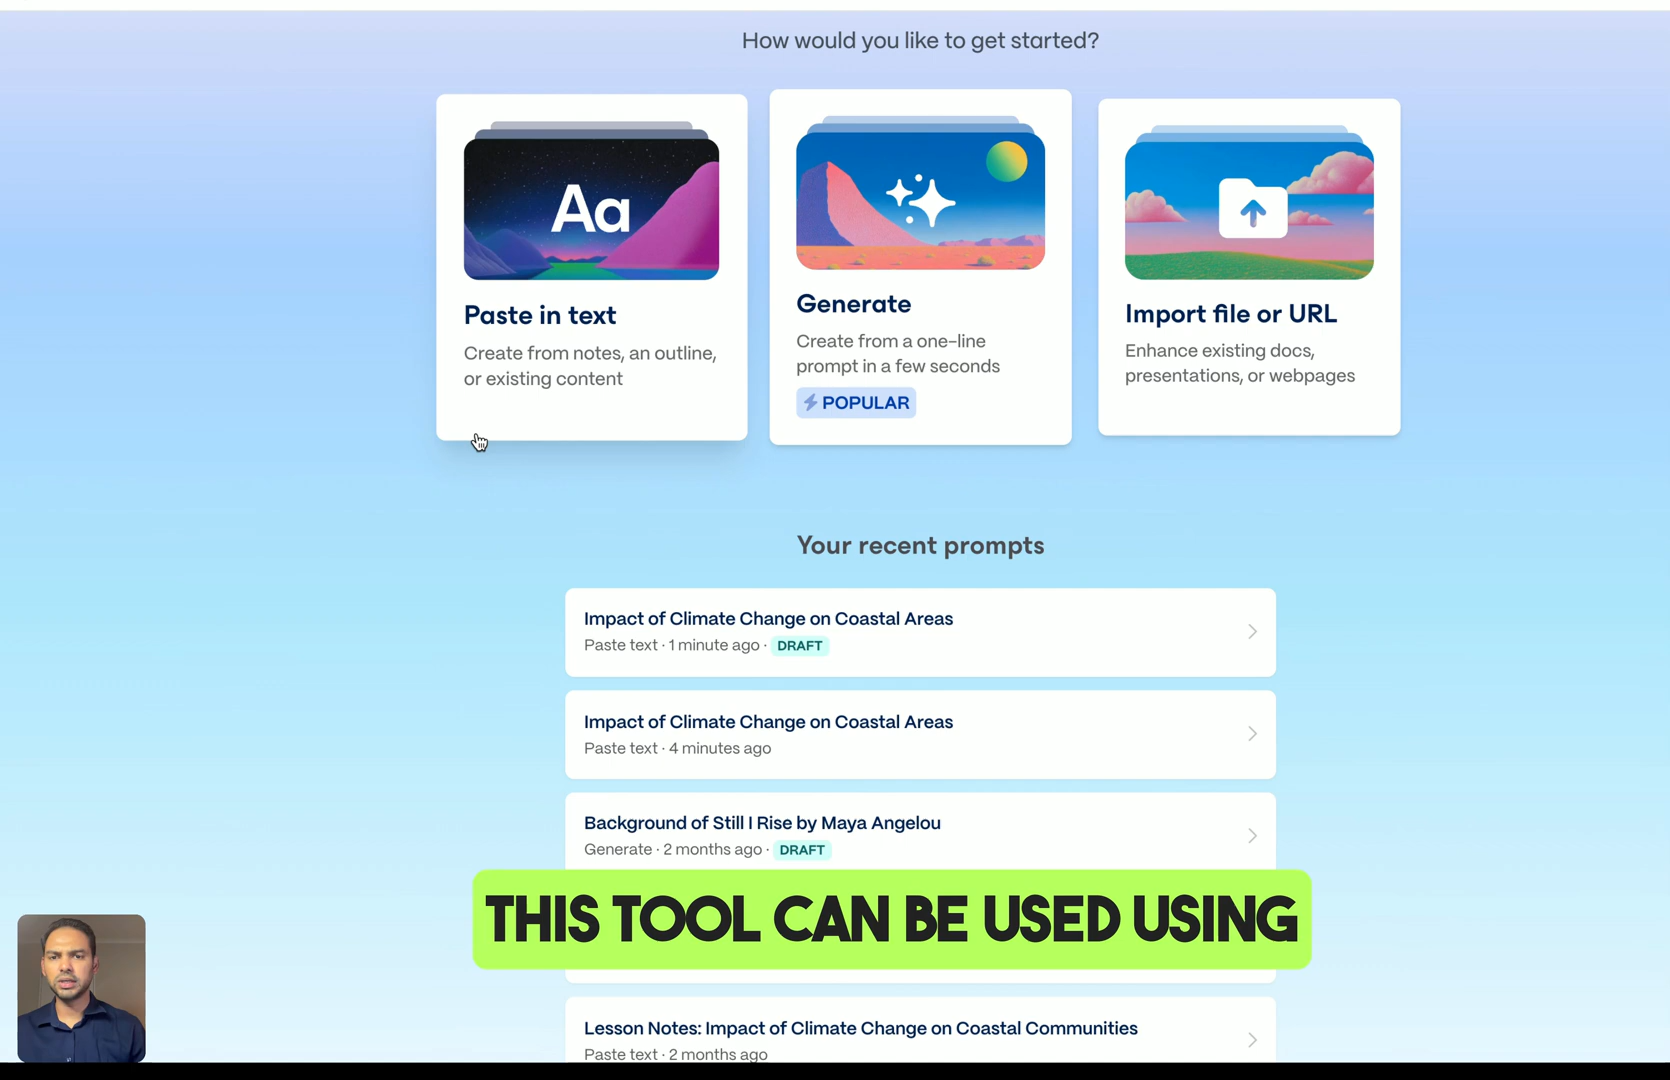 How would you like to get started?
Aa
Paste in text
Create from notes, an outline,
or existing content
Generate
Create from a one-line
prompt in a few seconds
POPULAR
Import file or URL
Enhance existing docs,
presentations, or webpages
Your recent prompts
Impact of Climate Change on Coastal Areas
Paste text · 1 minute ago · DRAFT
Impact of Climate Change on Coastal Areas
Paste text · 4 minutes ago
Background of Still I Rise by Maya Angelou
Generate · 2 months ago · DRAFT
THIS TOOL CAN BE USED USING
Lesson Notes: Impact of Climate Change on Coastal Communities
Paste text · 2 months ago